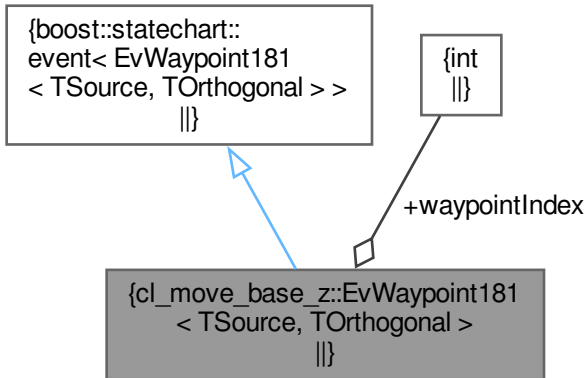 {boost::statechart::
event< EvWaypoint181
< TSource, TOrthogonal > >
||}
{int
||}
+waypointIndex
{cl_move_base_z::EvWaypoint181
< TSource, TOrthogonal >
||}